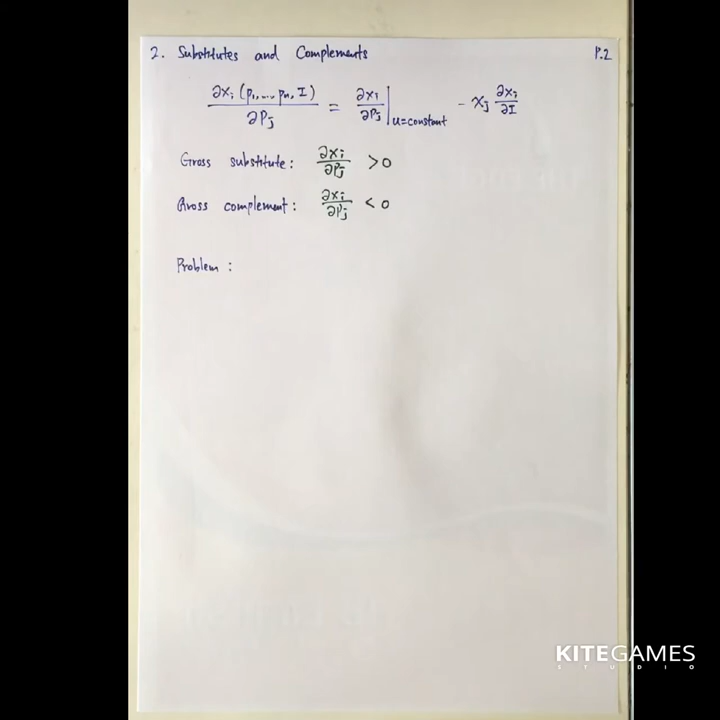 2. Substitutes and Complements P.2
∂xᵢ(p₁,...,pₙ, I)/∂Pⱼ = ∂xᵢ/∂Pⱼ|U=constant - xⱼ ∂xᵢ/∂I
Gross substitute: ∂xᵢ/∂Pⱼ > 0
Gross complement: ∂xᵢ/∂Pⱼ < 0
Problem:
KITEGAMES
STUDIO